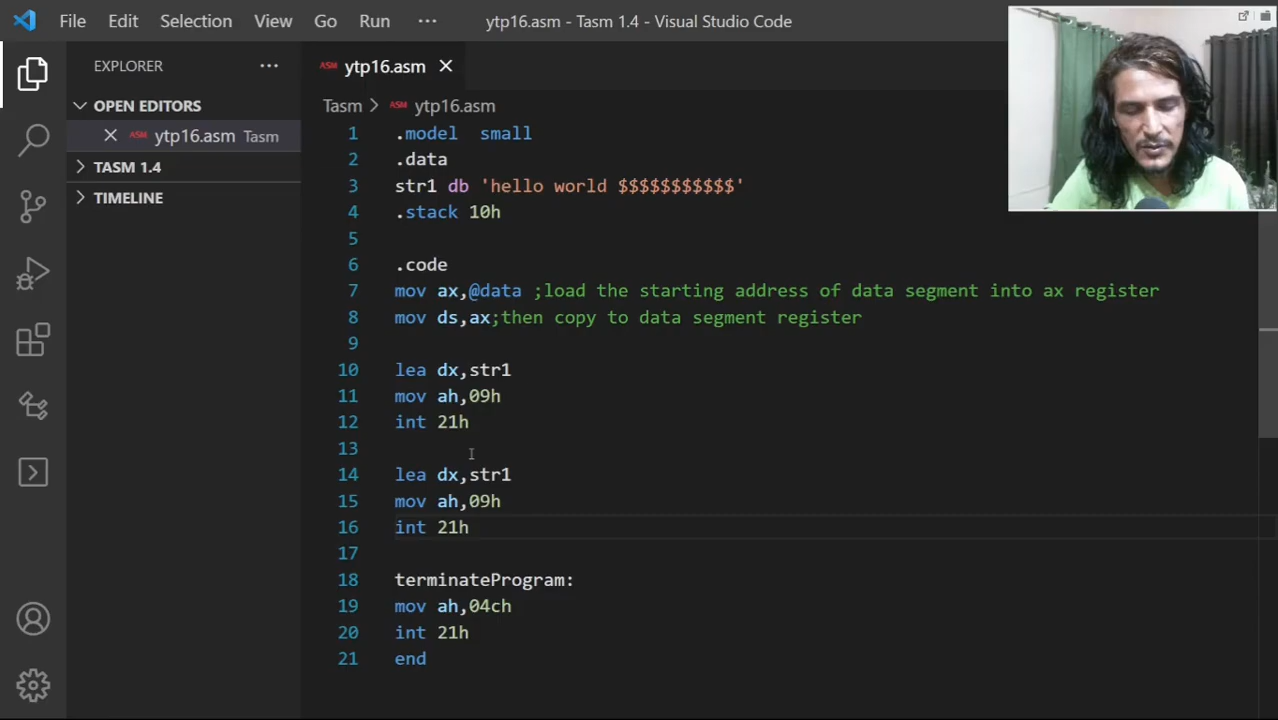 File Edit Selection View Go Run ··· ytp16.asm - Tasm 1.4 - Visual Studio Code
EXPLORER ···
OPEN EDITORS
ASM ytp16.asm Tasm
TASM 1.4
TIMELINE
ASM ytp16.asm
Tasm > ASM ytp16.asm
1 .model  small
2 .data
3 str1 db 'hello world $$$$$$$$$$$'
4 .stack 10h
5
6 .code
7 mov ax,@data ;load the starting address of data segment into ax register
8 mov ds,ax;then copy to data segment register
9
10 lea dx,str1
11 mov ah,09h
12 int 21h
13
14 lea dx,str1
15 mov ah,09h
16 int 21h
17
18 terminateProgram:
19 mov ah,04ch
20 int 21h
21 end